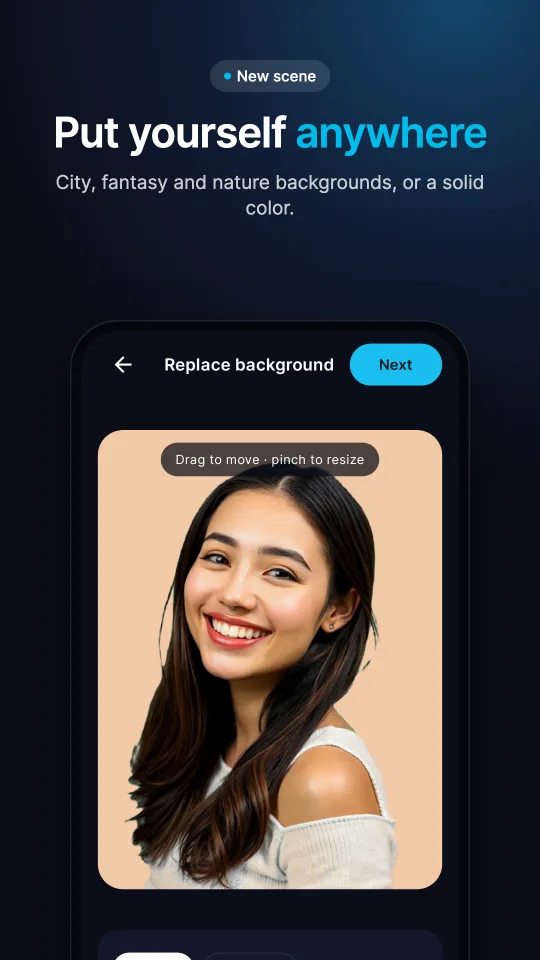 New scene
Put yourself anywhere
City, fantasy and nature backgrounds, or a solid
color.
Replace background
Next
Drag to move · pinch to resize